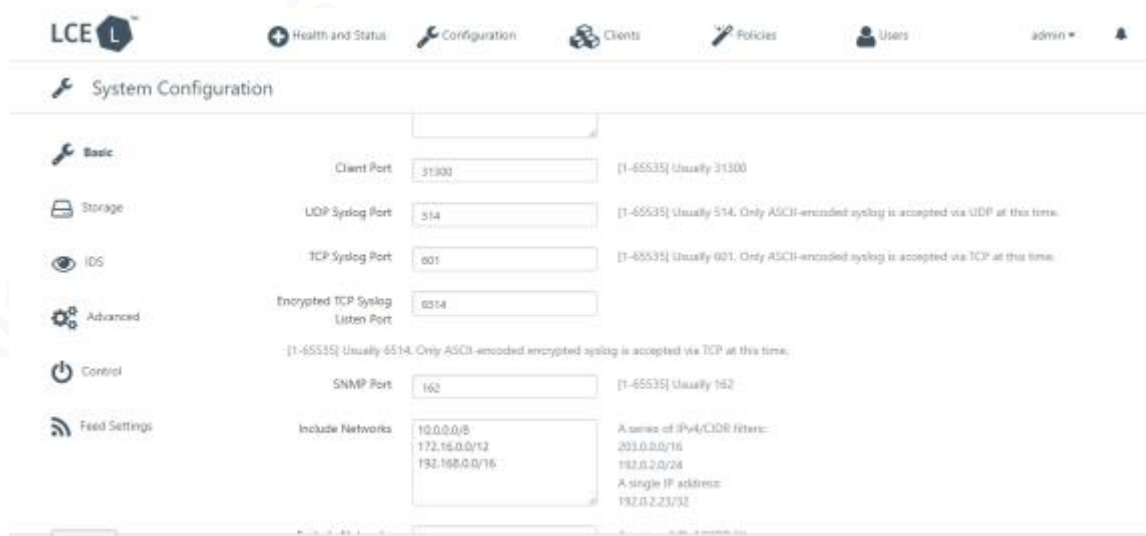 LCE L ™
Health and Status
Configuration
Clients
Policies
Users
admin
System Configuration
Basic
Storage
IDS
Advanced
Control
Feed Settings
Client Port
31300
[1-65535] Usually 31300
UDP Syslog Port
514
[1-65535] Usually 514. Only ASCII-encoded syslog is accepted via UDP at this time.
TCP Syslog Port
601
[1-65535] Usually 601. Only ASCII-encoded syslog is accepted via TCP at this time.
Encrypted TCP Syslog
Listen Port
6514
[1-65535] Usually 6514. Only ASCII-encoded encrypted syslog is accepted via TCP at this time.
SNMP Port
162
[1-65535] Usually 162
Include Networks
10.0.0.0/8
172.16.0.0/12
192.168.0.0/16
A series of IPv4/CIDR filters:
203.0.0.0/16
192.0.2.0/24
A single IP address:
192.0.2.23/32